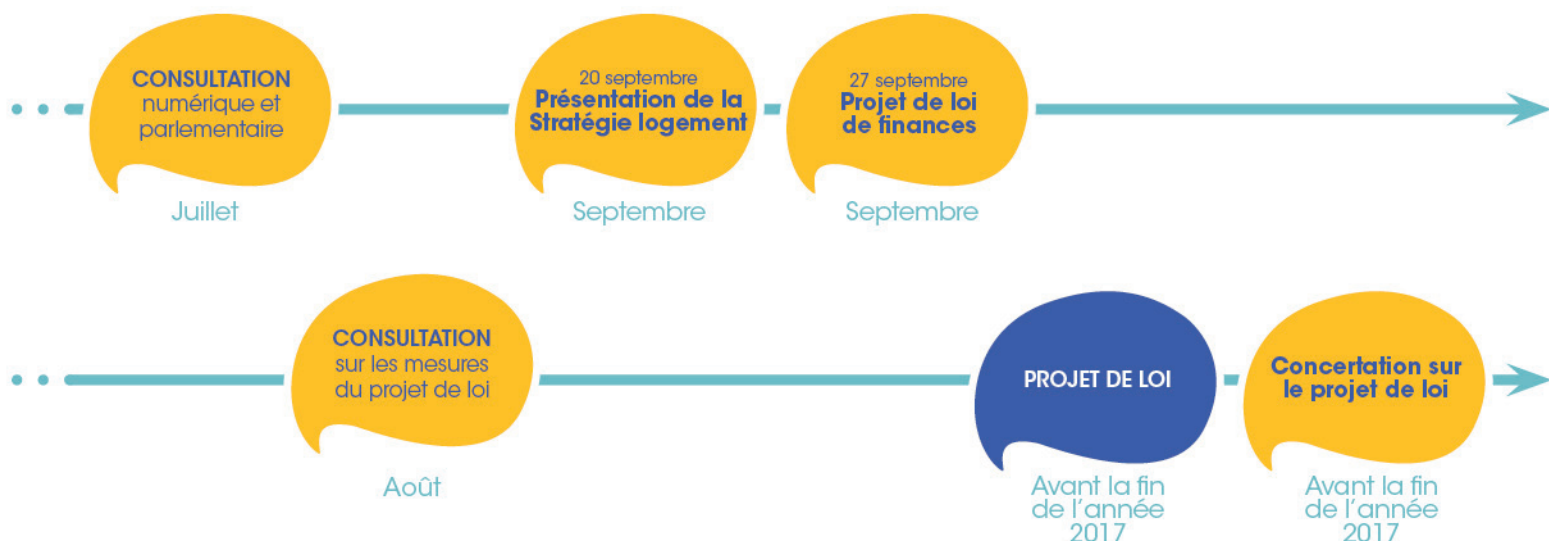 CONSULTATION
numérique et
parlementaire
Juillet
20 septembre
Présentation de la
Stratégie logement
Septembre
27 septembre
Projet de loi
de finances
Septembre
CONSULTATION
sur les mesures
du projet de loi
Août
PROJET DE LOI
Avant la fin
de l'année
2017
Concertation sur
le projet de loi
Avant la fin
de l'année
2017